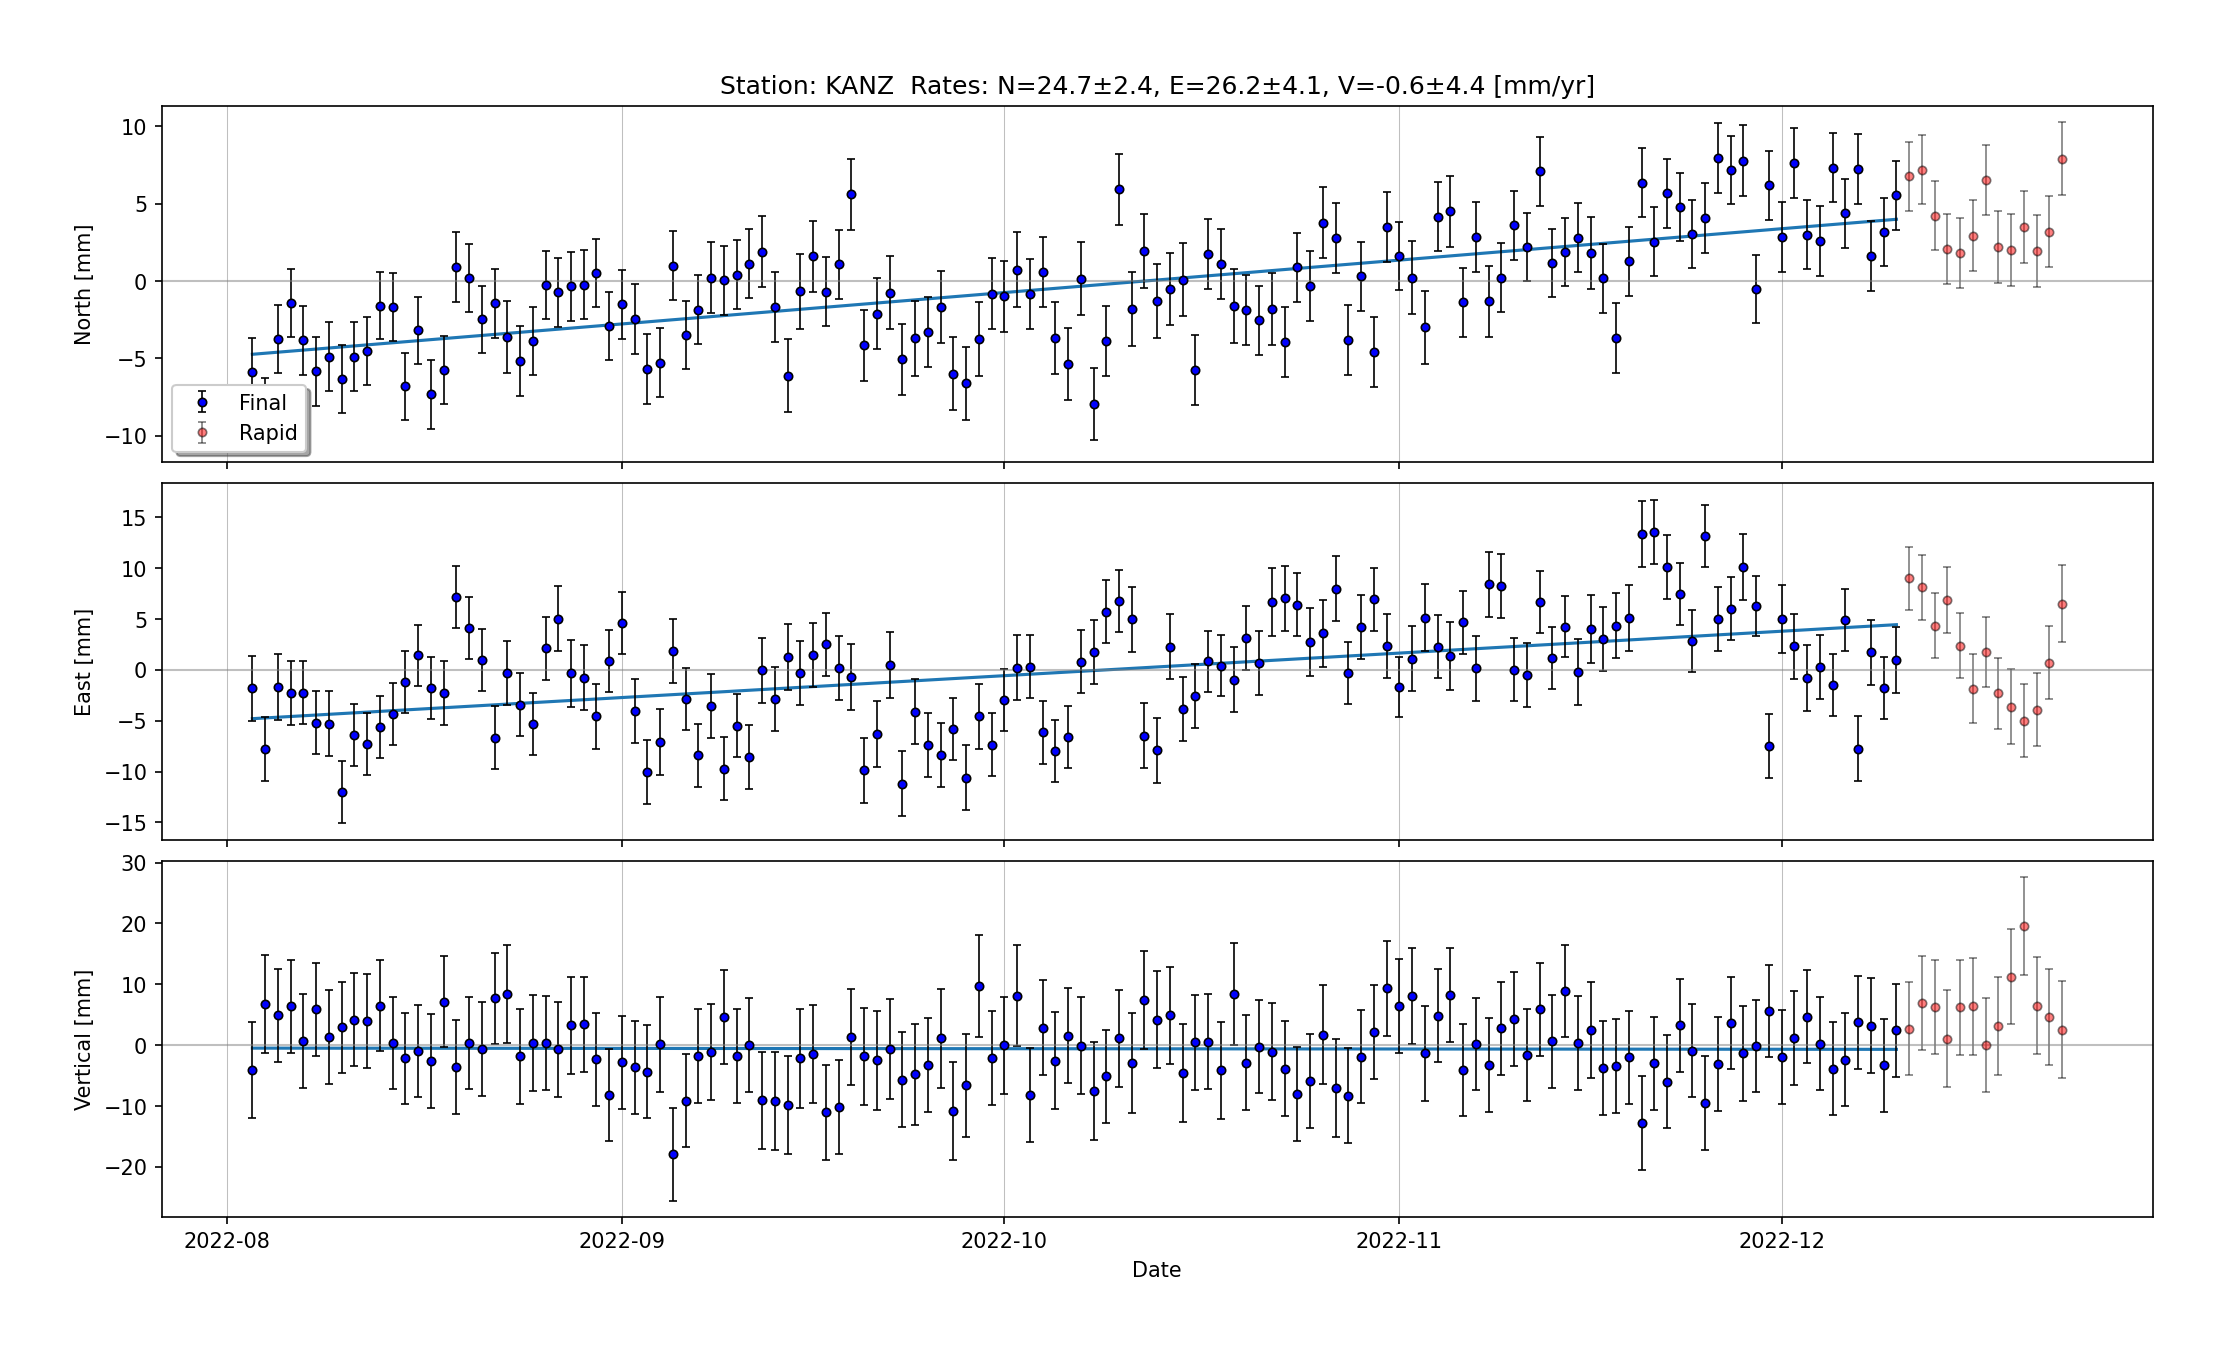 Station: KANZ  Rates: N=24.7±2.4, E=26.2±4.1, V=-0.6±4.4 [mm/yr]
10
5
0
−5
−10
North [mm]
Final
Rapid
15
10
5
0
−5
−10
−15
East [mm]
30
20
10
0
−10
−20
Vertical [mm]
2022-08 2022-09 2022-10 2022-11 2022-12
Date